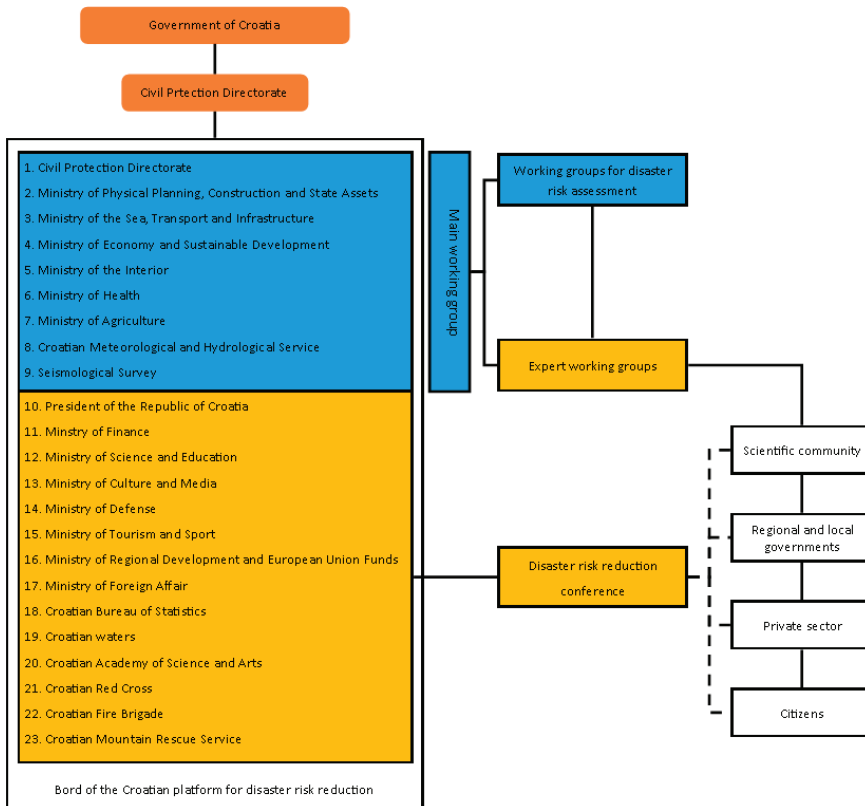 Government of Croatia
Civil Prtection Directorate
1. Civil Protection Directorate
2. Ministry of Physical Planning, Construction and State Assets
3. Ministry of the Sea, Transport and Infrastructure
4. Ministry of Economy and Sustainable Development
5. Ministry of the Interior
6. Ministry of Health
7. Ministry of Agriculture
8. Croatian Meteorological and Hydrological Service
9. Seismological Survey
10. President of the Republic of Croatia
11. Minstry of Finance
12. Ministry of Science and Education
13. Ministry of Culture and Media
14. Ministry of Defense
15. Ministry of Tourism and Sport
16. Ministry of Regional Development and European Union Funds
17. Ministry of Foreign Affair
18. Croatian Bureau of Statistics
19. Croatian waters
20. Croatian Academy of Science and Arts
21. Croatian Red Cross
22. Croatian Fire Brigade
23. Croatian Mountain Rescue Service
Bord of the Croatian platform for disaster risk reduction
Main working group
Working groups for disaster
risk assessment
Expert working groups
Disaster risk reduction
conference
Scientific community
Regional and local
governments
Private sector
Citizens